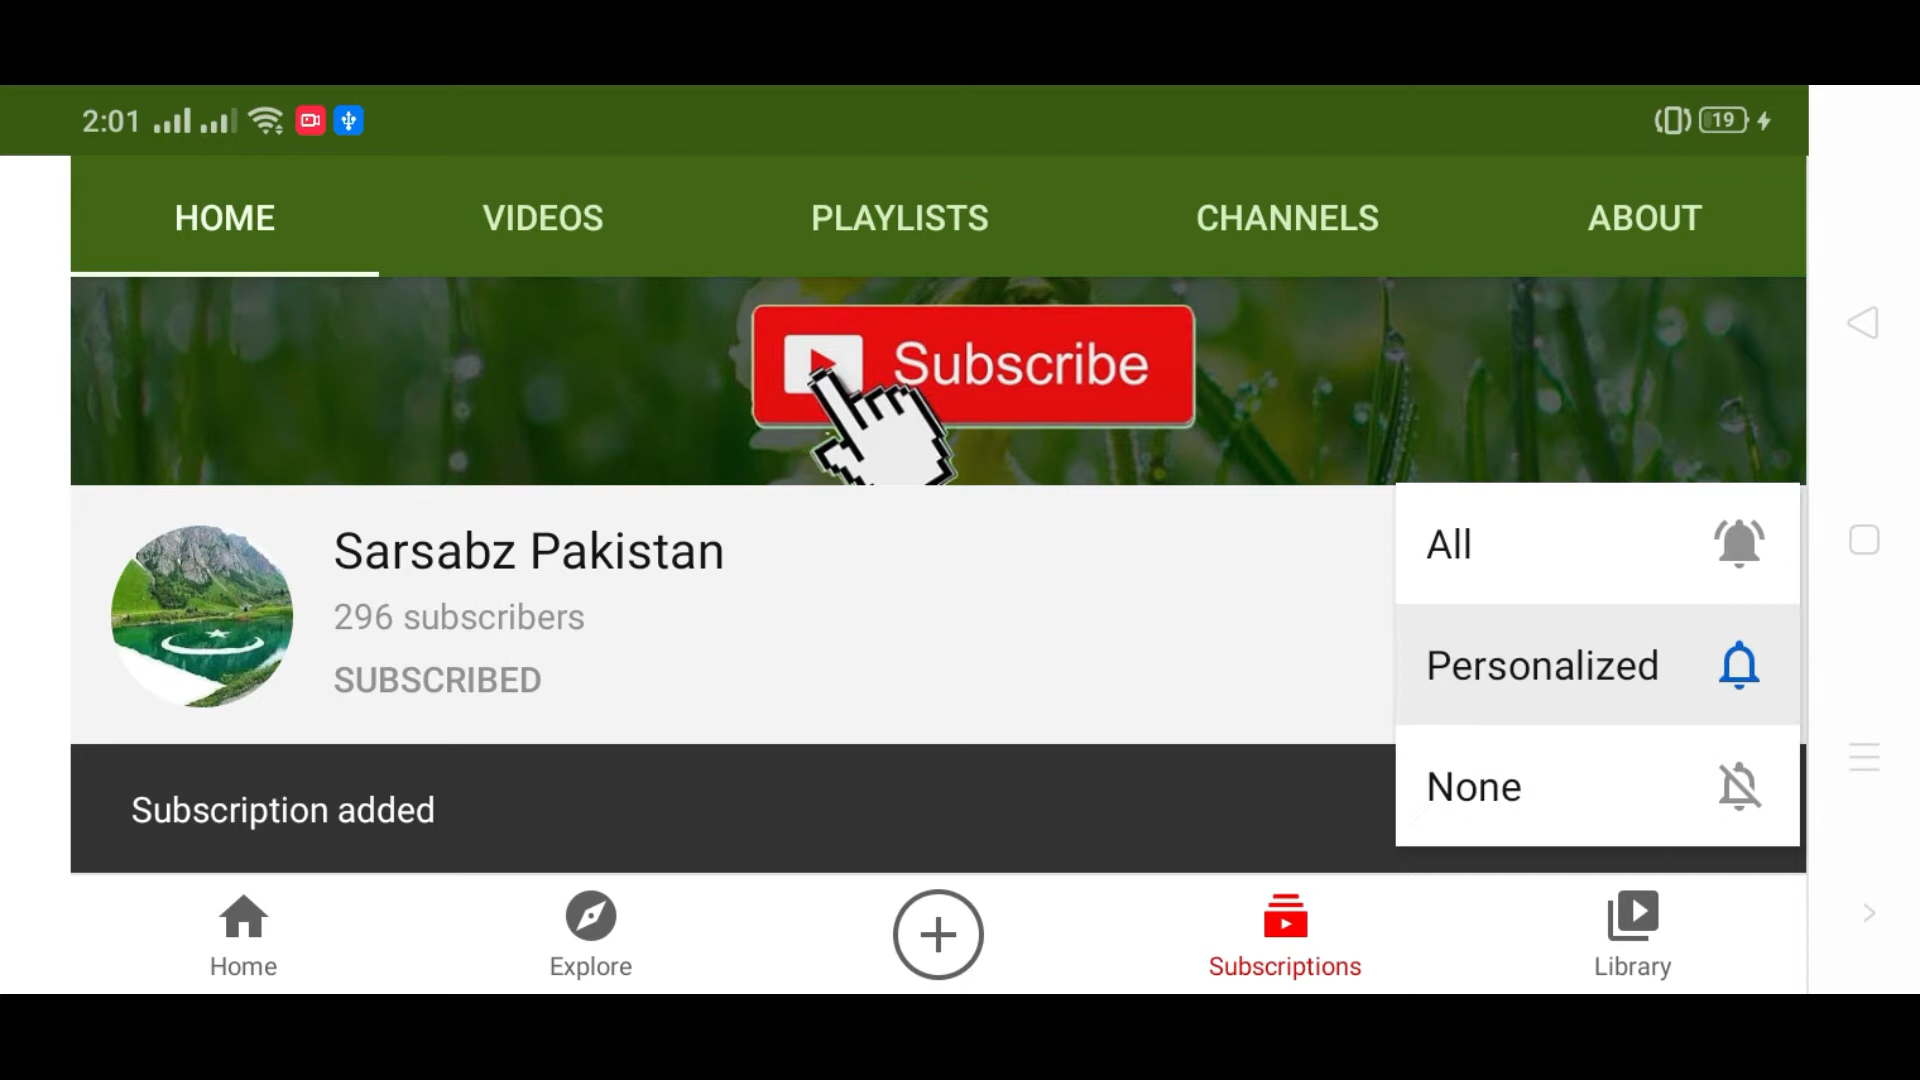 2:01
19
HOME VIDEOS PLAYLISTS CHANNELS ABOUT
Subscribe
Sarsabz Pakistan
296 subscribers
SUBSCRIBED
All
Personalized
None
Subscription added
Home Explore Subscriptions Library